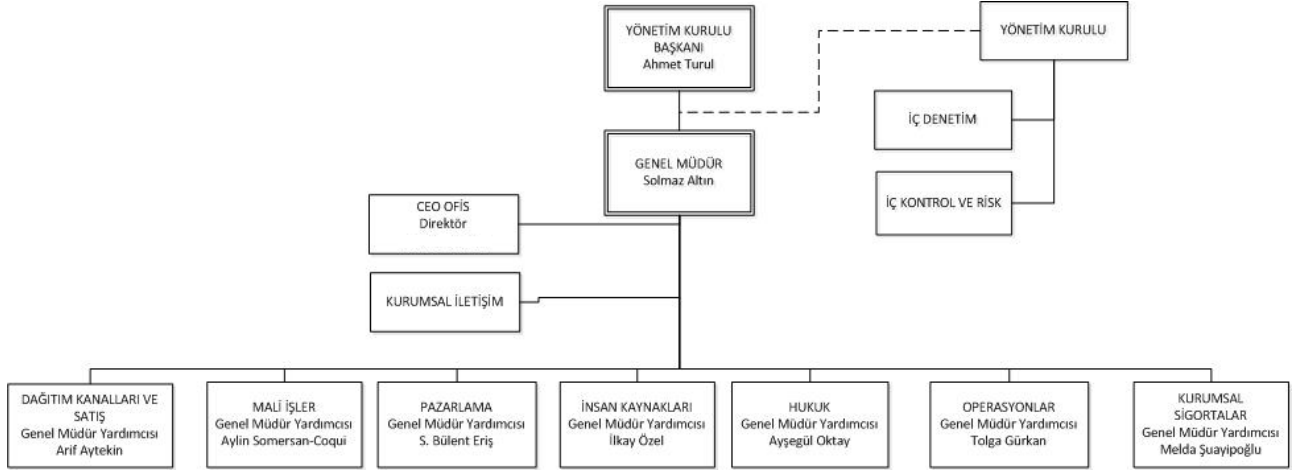 YÖNETİM KURULU
BAŞKANI
Ahmet Turul
YÖNETİM KURULU
İÇ DENETİM
GENEL MÜDÜR
Solmaz Altın
İÇ KONTROL VE RİSK
CEO OFİS
Direktör
KURUMSAL İLETİŞİM
DAĞITIM KANALLARI VE
SATIŞ
Genel Müdür Yardımcısı
Arif Aytekin
MALİ İŞLER
Genel Müdür Yardımcısı
Aylin Somersan-Coqui
PAZARLAMA
Genel Müdür Yardımcısı
S. Bülent Eriş
İNSAN KAYNAKLARI
Genel Müdür Yardımcısı
İlkay Özel
HUKUK
Genel Müdür Yardımcısı
Ayşegül Oktay
OPERASYONLAR
Genel Müdür Yardımcısı
Tolga Gürkan
KURUMSAL
SİGORTALAR
Genel Müdür Yardımcısı
Melda Şuayipoğlu